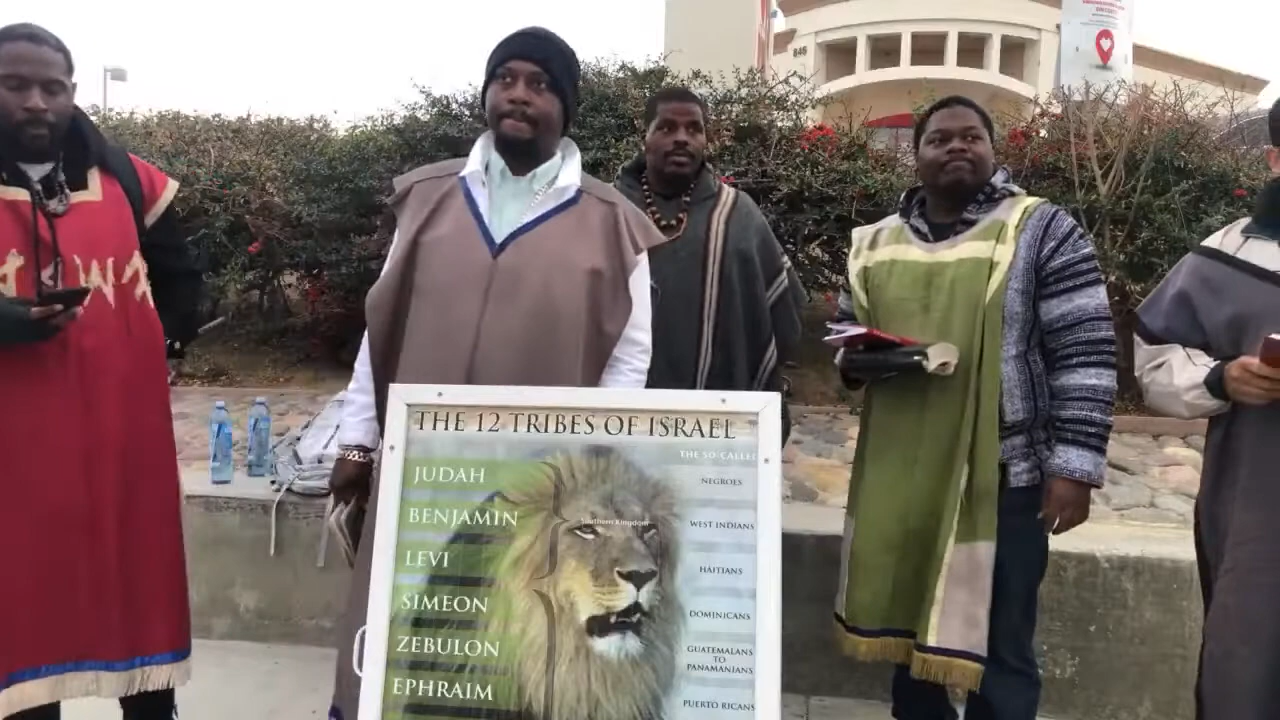 846
THE 12 TRIBES OF ISRAEL
THE SO-CALLED
JUDAH
NEGROES
BENJAMIN
Southern Kingdom
WEST INDIANS
LEVI
HAITIANS
SIMEON
DOMINICANS
ZEBULON
GUATEMALANS
TO
PANAMANIANS
EPHRAIM
PUERTO RICANS